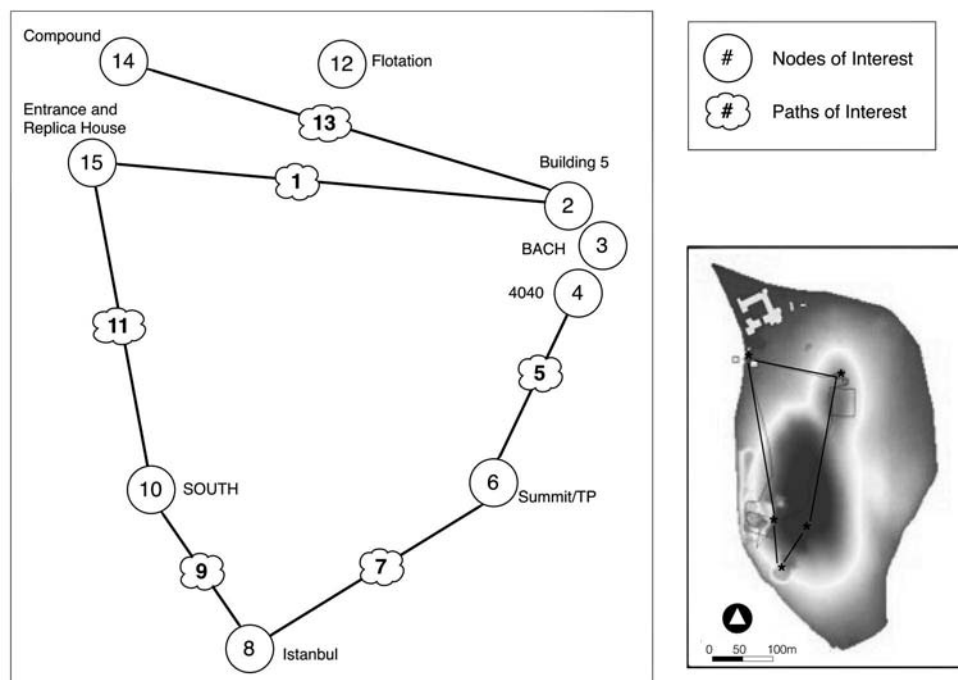 Compound
14
12
Flotation
13
Entrance and
Replica House
15
1
Building 5
2
BACH
3
4040
4
11
5
10
SOUTH
6
Summit/TP
9
7
8
Istanbul
#
Nodes of Interest
#
Paths of Interest
0 50 100m